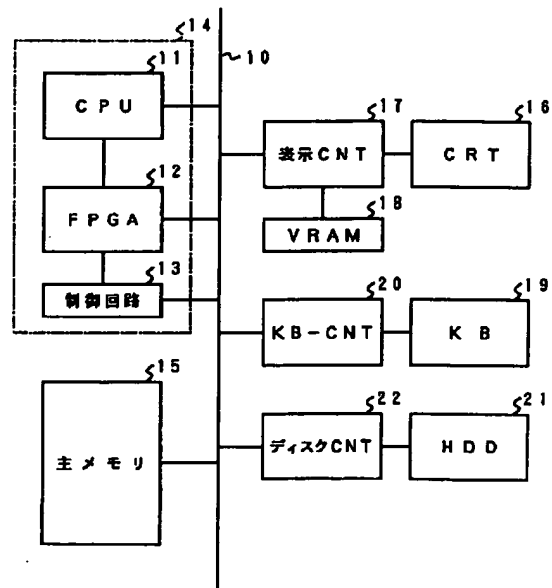 14
11
10
CPU
17
16
表示CNT
CRT
12
18
FPGA
VRAM
13
制御回路
20
19
KB-CNT
KB
15
22
21
主メモリ
ディスクCNT
HDD